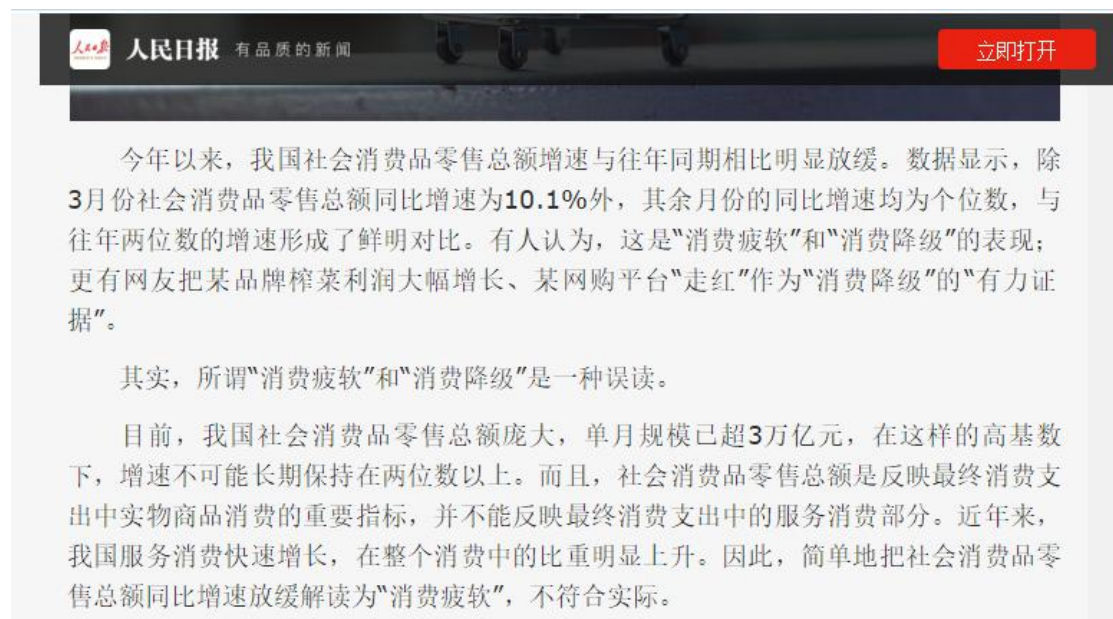 人民日报 有品质的新闻 立即打开
今年以来，我国社会消费品零售总额增速与往年同期相比明显放缓。数据显示，除
3月份社会消费品零售总额同比增速为10.1%外，其余月份的同比增速均为个位数，与
往年两位数的增速形成了鲜明对比。有人认为，这是“消费疲软”和“消费降级”的表现；
更有网友把某品牌榨菜利润大幅增长、某网购平台“走红”作为“消费降级”的“有力证
据”。
其实，所谓“消费疲软”和“消费降级”是一种误读。
目前，我国社会消费品零售总额庞大，单月规模已超3万亿元，在这样的高基数
下，增速不可能长期保持在两位数以上。而且，社会消费品零售总额是反映最终消费支
出中实物商品消费的重要指标，并不能反映最终消费支出中的服务消费部分。近年来，
我国服务消费快速增长，在整个消费中的比重明显上升。因此，简单地把社会消费品零
售总额同比增速放缓解读为“消费疲软”，不符合实际。